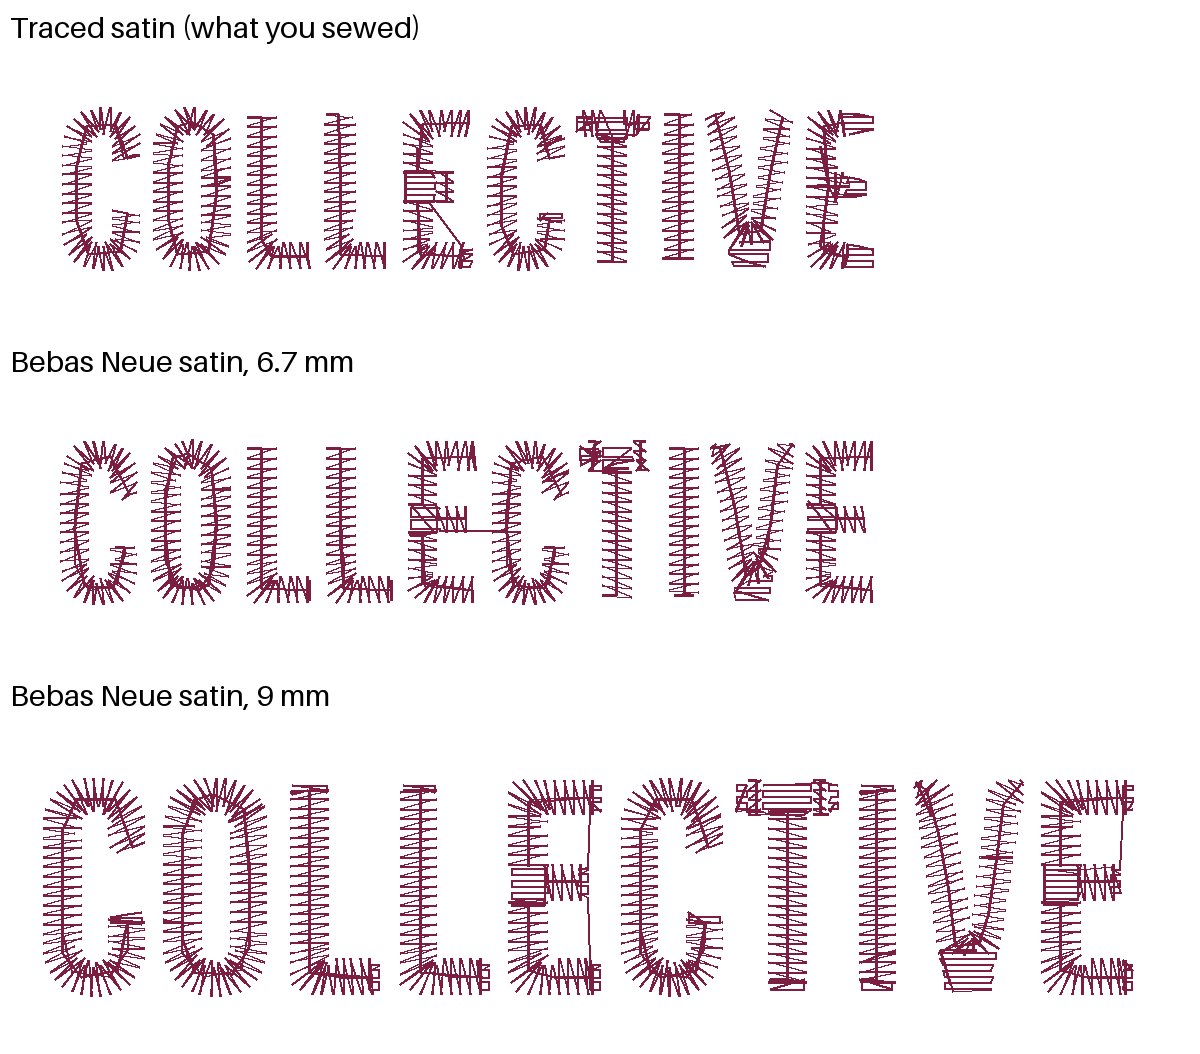 Traced satin (what you sewed)
COLLECTIVE
Bebas Neue satin, 6.7 mm
COLLECTIVE
Bebas Neue satin, 9 mm
COLLECTIVE